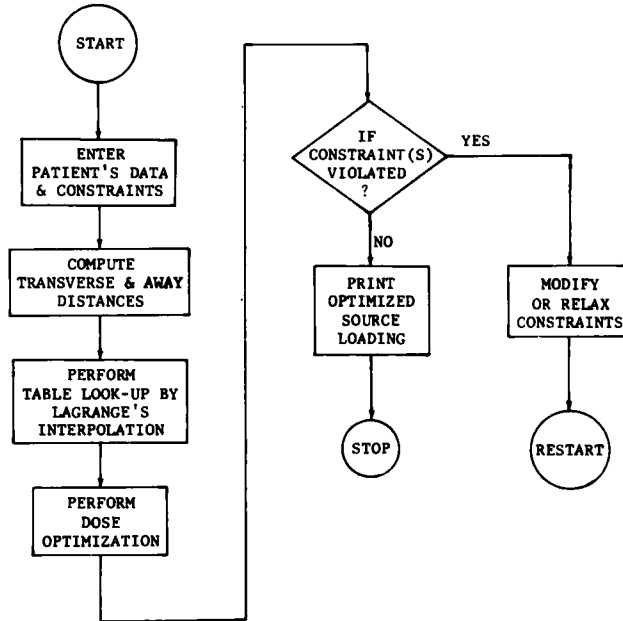 START
ENTER
PATIENT'S DATA
& CONSTRAINTS
COMPUTE
TRANSVERSE & AWAY
DISTANCES
PERFORM
TABLE LOOK-UP BY
LAGRANGE'S
INTERPOLATION
PERFORM
DOSE
OPTIMIZATION
IF
CONSTRAINT(S)
VIOLATED
?
YES
NO
PRINT
OPTIMIZED
SOURCE
LOADING
STOP
MODIFY
OR RELAX
CONSTRAINTS
RESTART